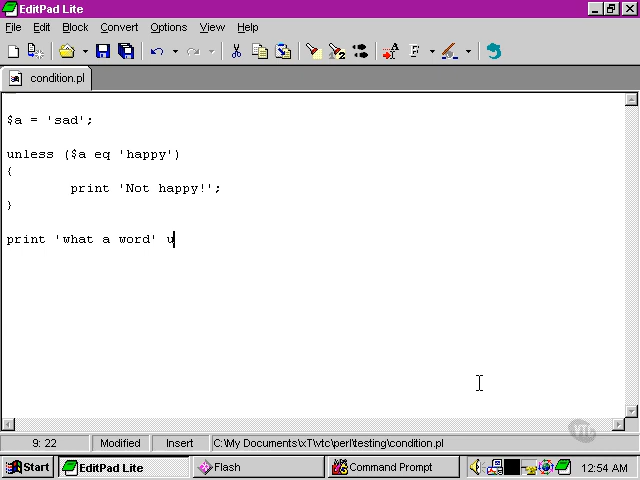 EditPad Lite
File Edit Block Convert Options View Help
condition.pl
$a = 'sad';
unless ($a eq 'happy')
{
print 'Not happy!';
}
print 'what a word' u
VTC
9: 22 Modified Insert C:\My Documents\xT\vtc\perl\testing\condition.pl
Start EditPad Lite Flash Command Prompt 12:54 AM